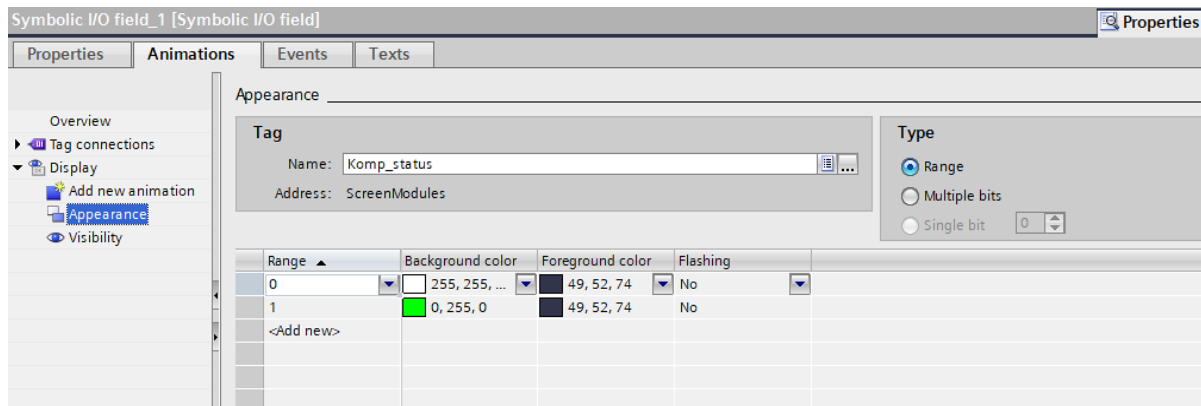 Symbolic I/O field_1 [Symbolic I/O field]
Properties
Properties Animations Events Texts
Appearance
Overview
Tag connections
Display
Add new animation
Appearance
Visibility
Tag
Name: Komp_status
...
Address: ScreenModules
Type
Range
Multiple bits
Single bit 0
Range Background color Foreground color Flashing
0 255, 255, ... 49, 52, 74 No
1 0, 255, 0 49, 52, 74 No
<Add new>